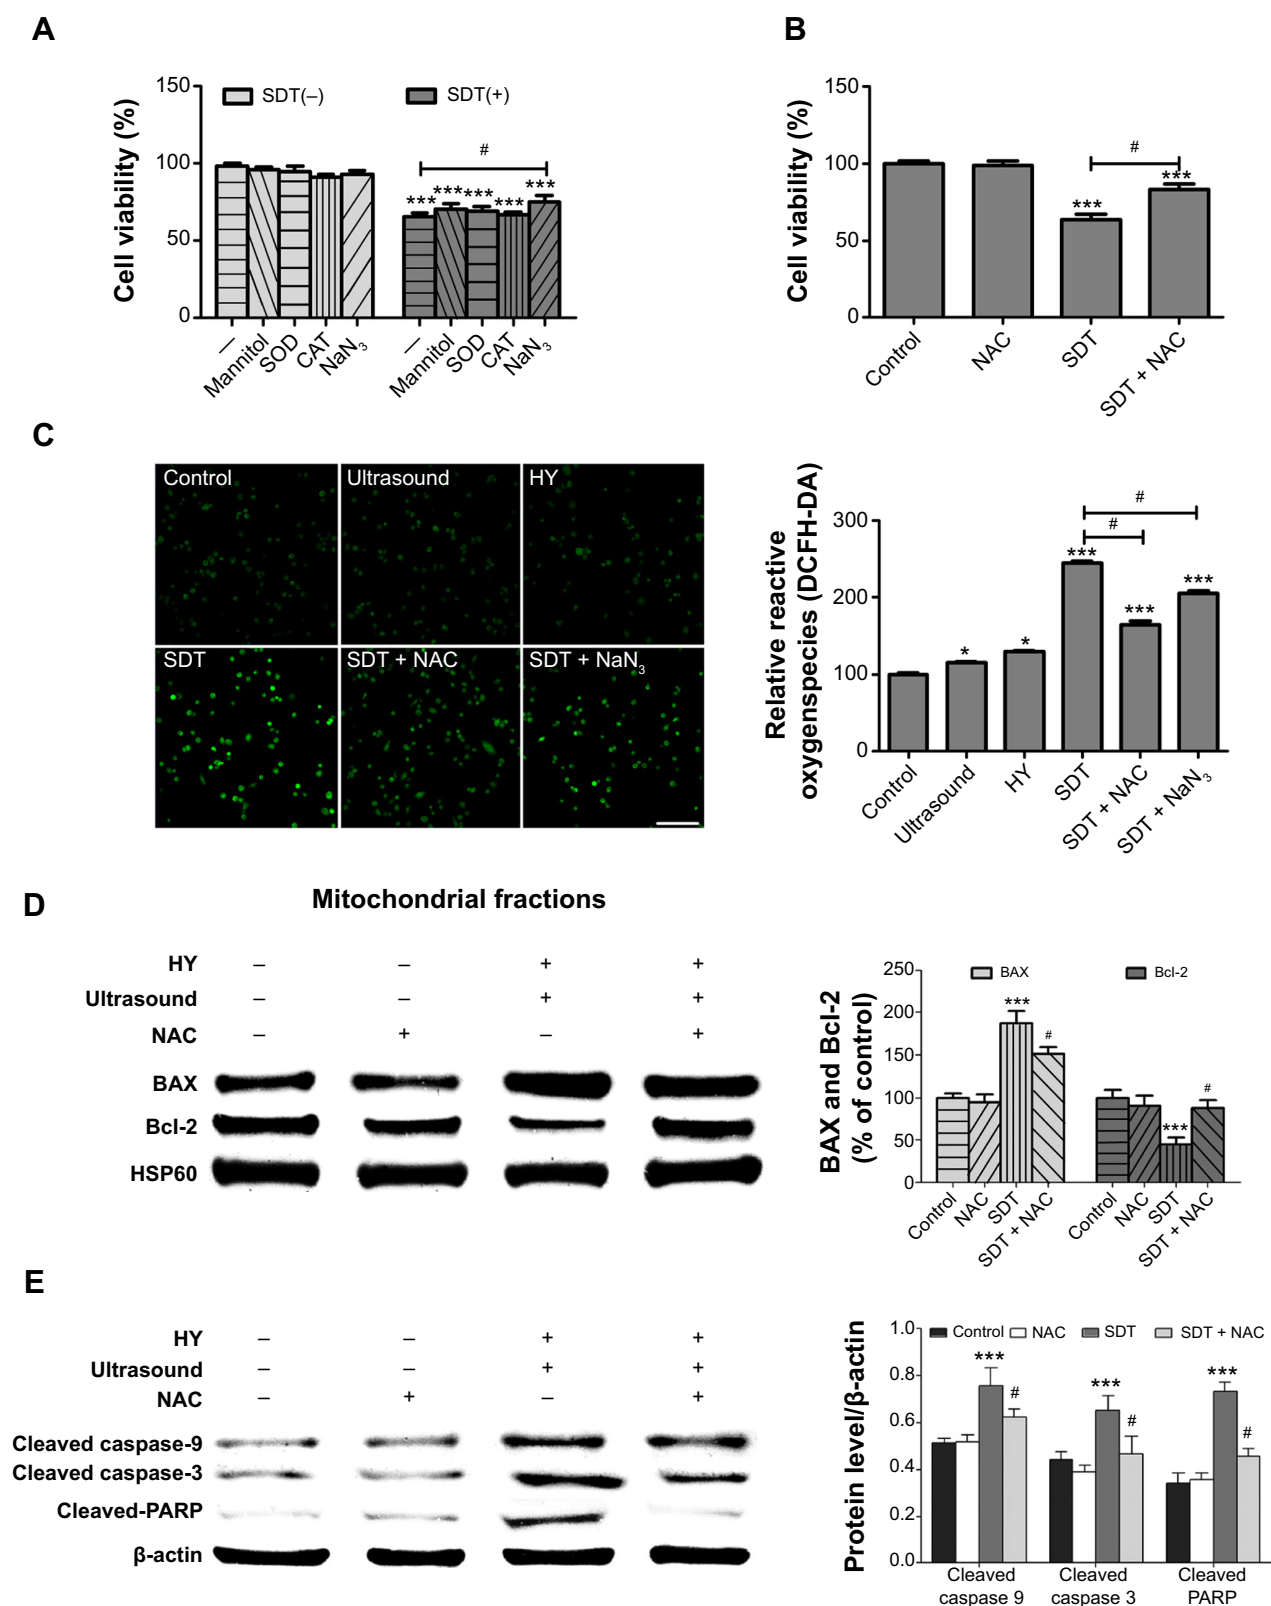 A
Cell viability (%)
150
100
50
0
SDT(–)
SDT(+)
#
***
***
***
***
***
–
Mannitol
SOD
CAT
NaN3
–
Mannitol
SOD
CAT
NaN3
B
Cell viability (%)
150
100
50
0
#
***
***
Control
NAC
SDT
SDT + NAC
C
Control
Ultrasound
HY
SDT
SDT + NAC
SDT + NaN3
Relative reactive
oxygenspecies (DCFH-DA)
300
200
100
0
#
#
*
*
***
***
***
Control
Ultrasound
HY
SDT
SDT + NAC
SDT + NaN3
D
Mitochondrial fractions
HY – – + +
Ultrasound – – + +
NAC – + – +
BAX
Bcl-2
HSP60
BAX and Bcl-2
(% of control)
250
200
150
100
50
0
BAX
Bcl-2
***
#
***
#
Control
NAC
SDT
SDT + NAC
Control
NAC
SDT
SDT + NAC
E
HY – – + +
Ultrasound – – + +
NAC – + – +
Cleaved caspase-9
Cleaved caspase-3
Cleaved-PARP
β-actin
Protein level/β-actin
1.0
0.8
0.6
0.4
0.2
0.0
Control
NAC
SDT
SDT + NAC
***
#
***
#
***
#
Cleaved
caspase 9
Cleaved
caspase 3
Cleaved
PARP